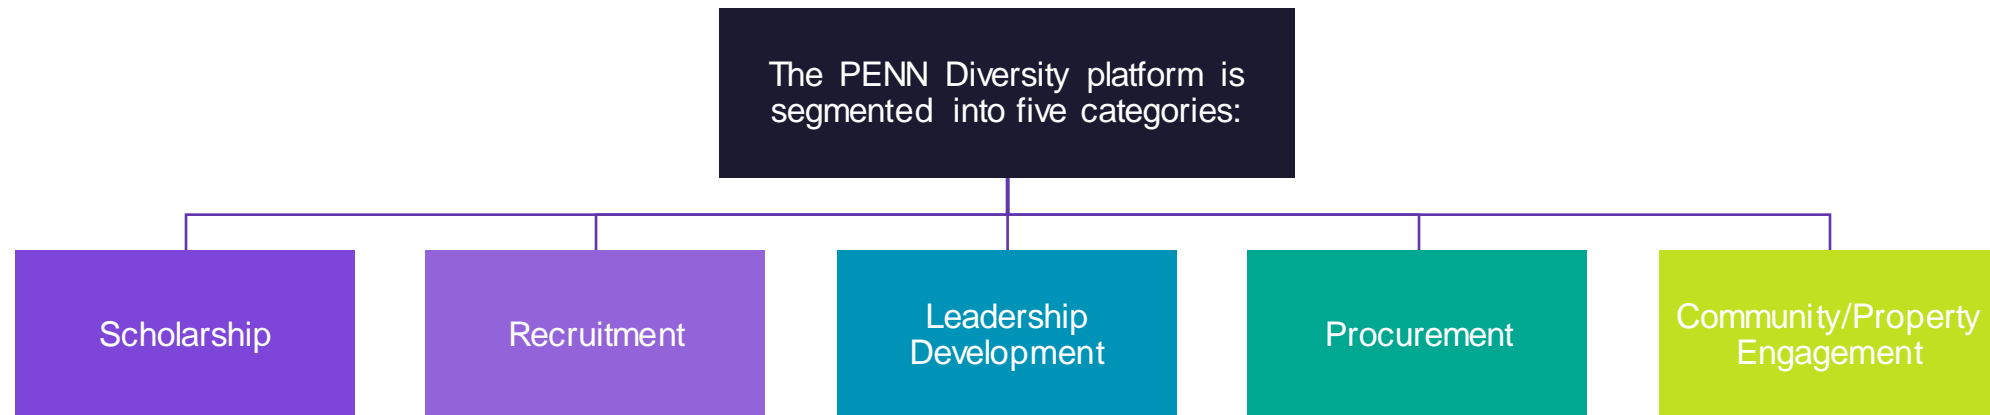 The PENN Diversity platform is
segmented into five categories:
Scholarship
Recruitment
Leadership
Development
Procurement
Community/Property
Engagement